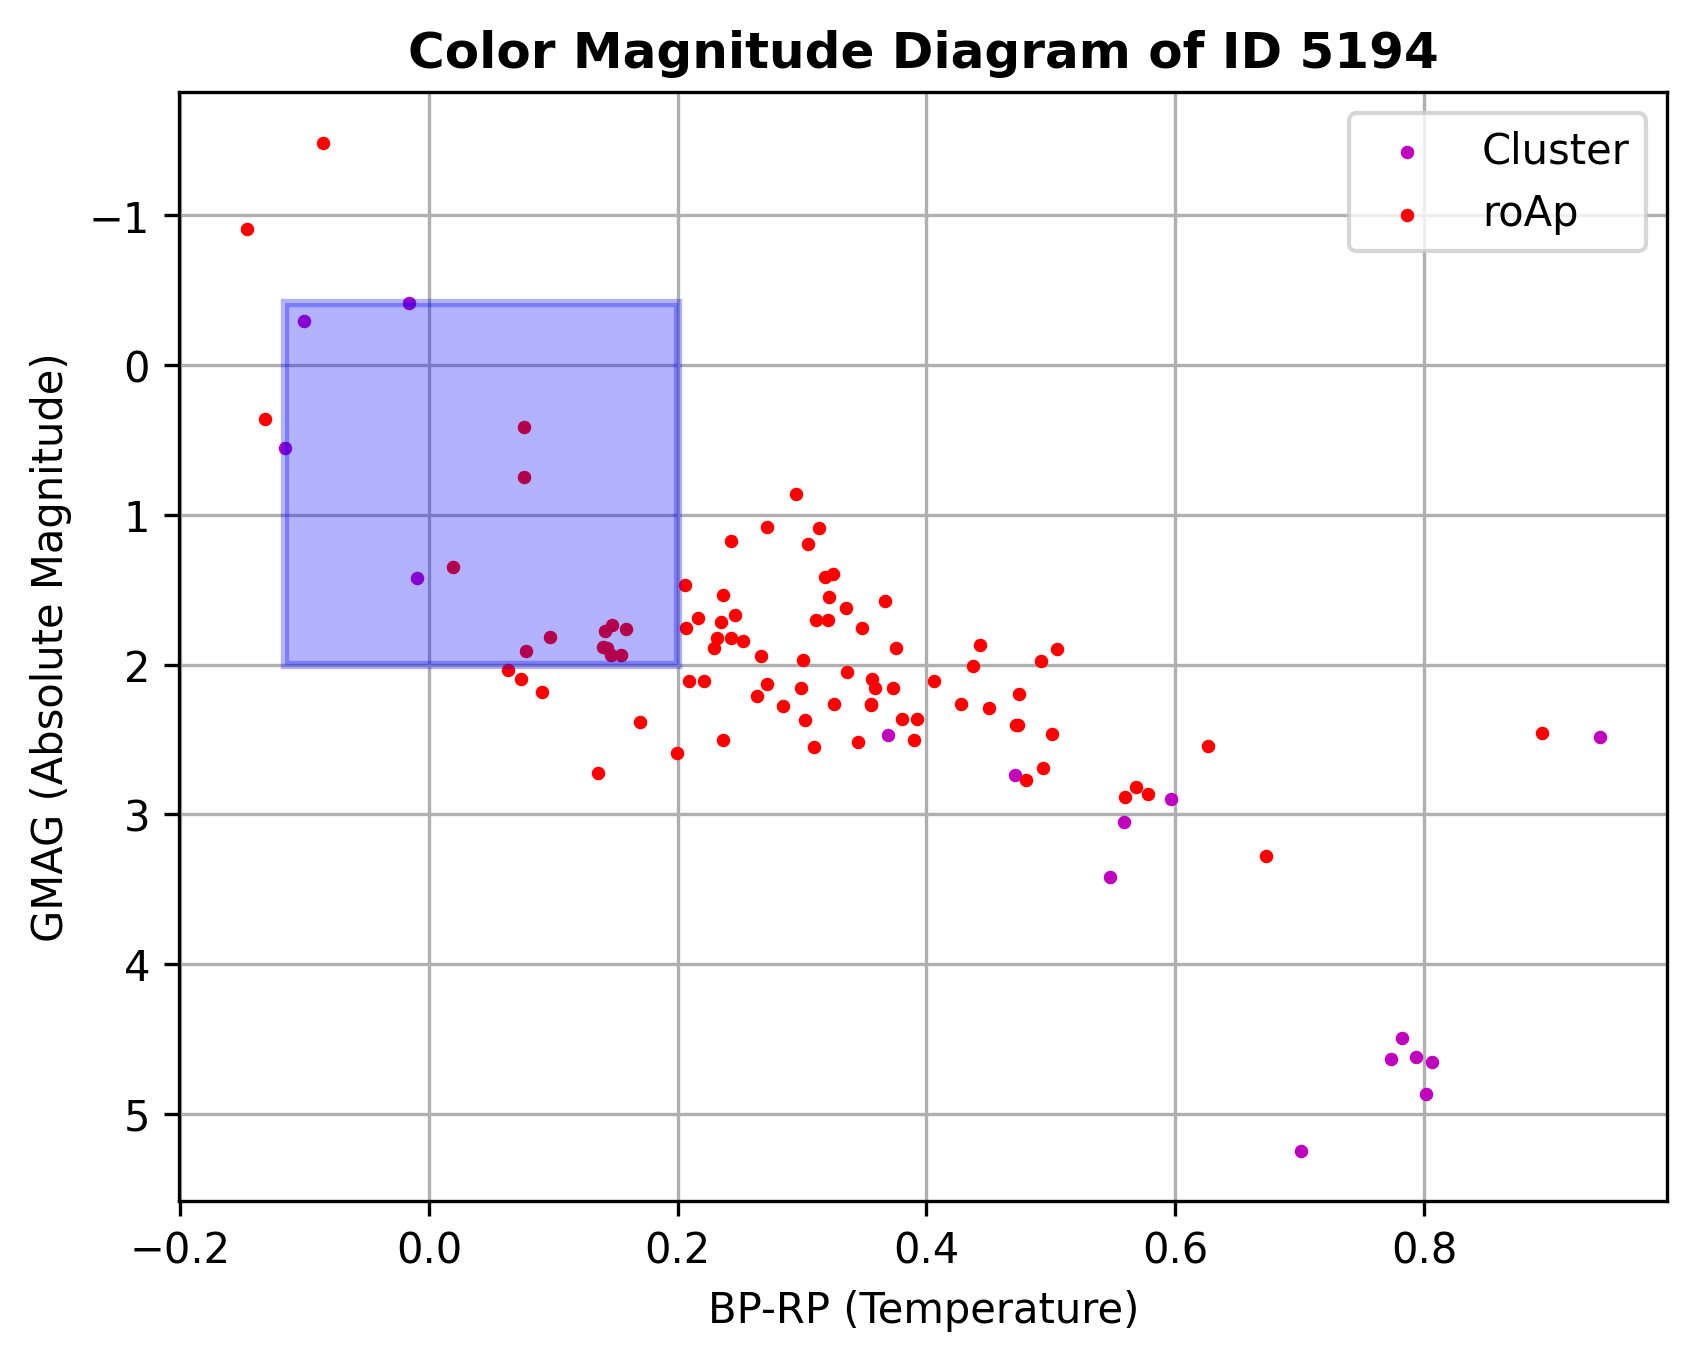 Color Magnitude Diagram of ID 5194
Cluster
roAp
GMAG (Absolute Magnitude)
−1
0
1
2
3
4
5
−0.2 0.0 0.2 0.4 0.6 0.8
BP-RP (Temperature)